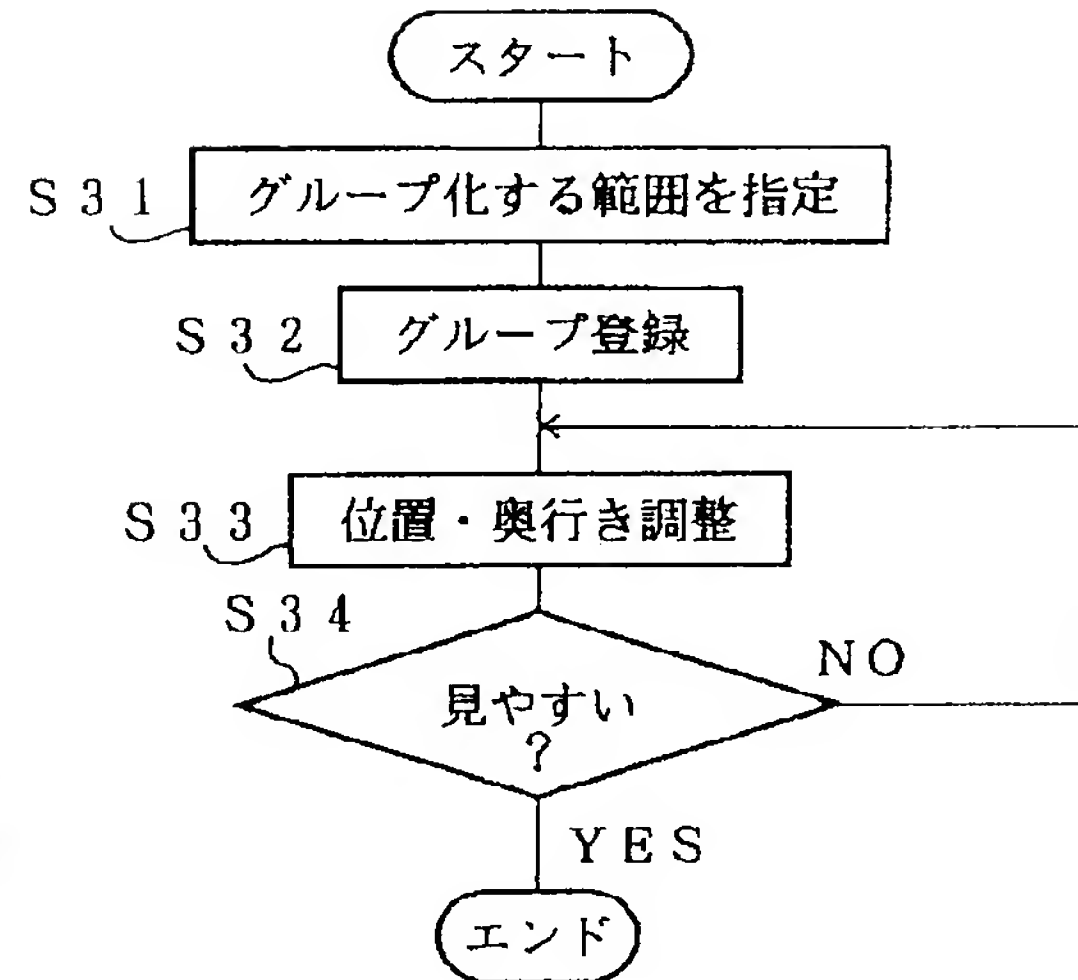 スタート
S31 グループ化する範囲を指定
S32 グループ登録
S33 位置・奥行き調整
S34
見やすい
?
NO
YES
エンド